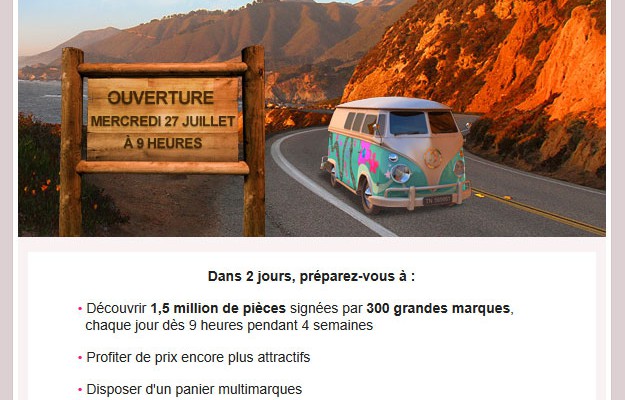 OUVERTURE
MERCREDI 27 JUILLET
À 9 HEURES
Dans 2 jours, préparez-vous à :
• Découvrir 1,5 million de pièces signées par 300 grandes marques,
chaque jour dès 9 heures pendant 4 semaines
• Profiter de prix encore plus attractifs
• Disposer d'un panier multimarques